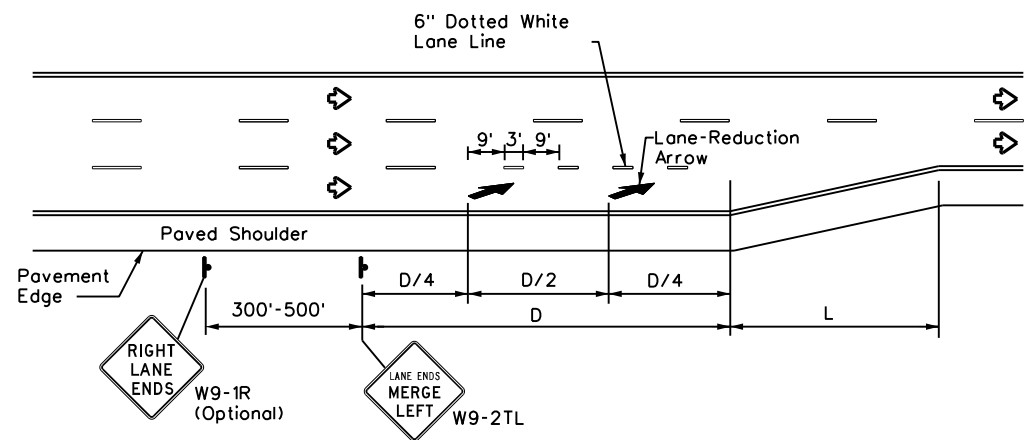 6" Dotted White
Lane Line
9' 3' 9'
Lane-Reduction
Arrow
Paved Shoulder
Pavement
Edge
D/4 D/2 D/4
300'-500' D L
RIGHT
LANE
ENDS
W9-1R
(Optional)
LANE ENDS
MERGE
LEFT
W9-2TL